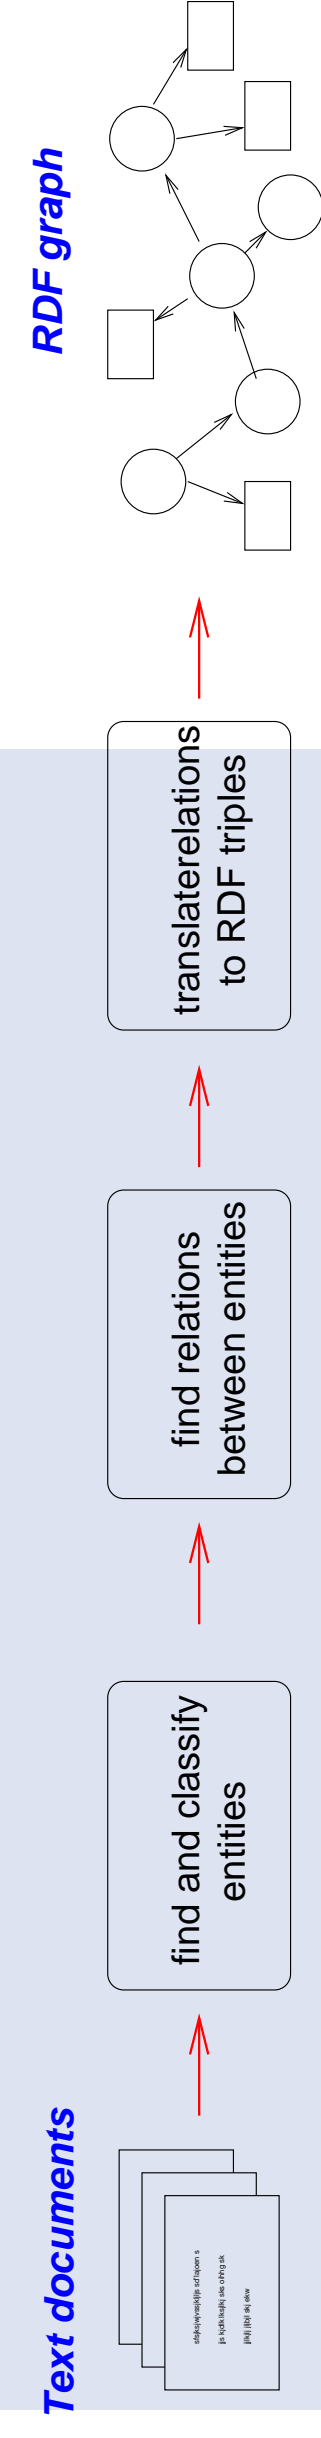 Text documents
find and classify
entities
find relations
between entities
translaterelations
to RDF triples
RDF graph